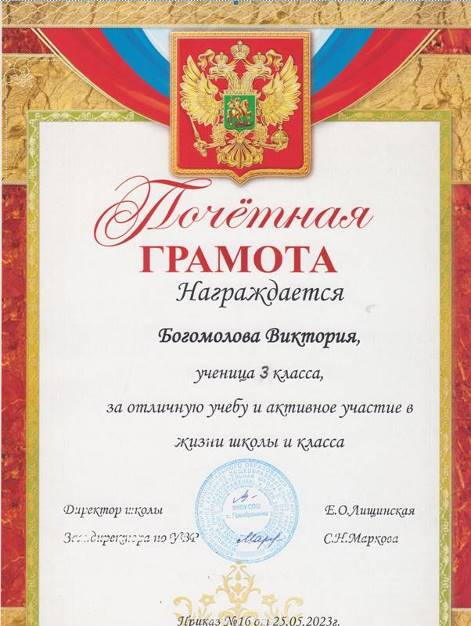 Почётная
ГРАМОТА
Награждается
Богомолова Виктория,
ученица 3 класса,
за отличную учебу и активное участие в
жизни школы и класса
Директор школы Е.О.Лищинская
Зам.директора по УВР С.Н.Маркова
Приказ №16 от 25.05.2023г.